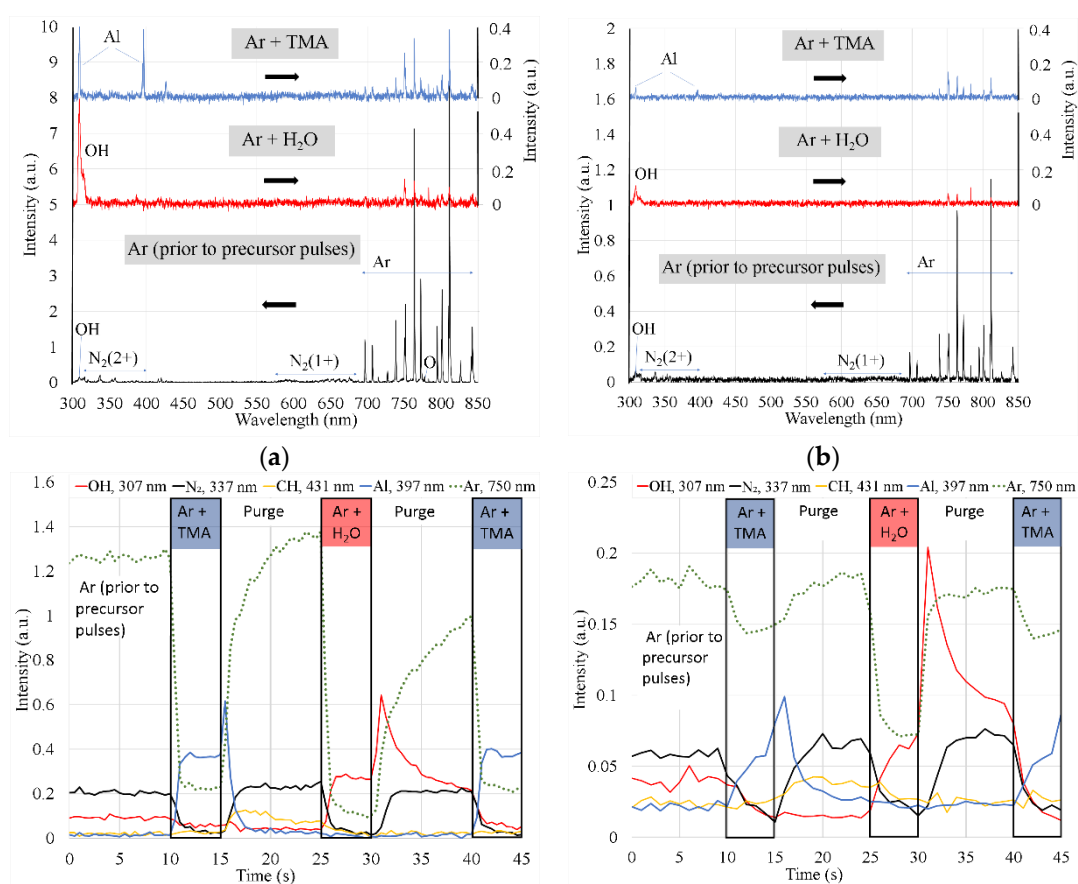 10
9
8
7
6
5
4
3
2
1
0
Intensity (a.u.)
0.4
0.2
0
0.4
0.2
0
Intensity (a.u.)
Al
Ar + TMA
OH
Ar + H₂O
Ar (prior to precursor pulses)
Ar
OH
N₂(2+)
N₂(1+)
O
300 350 400 450 500 550 600 650 700 750 800 850
Wavelength (nm)
(a)
2
1.8
1.6
1.4
1.2
1
0.8
0.6
0.4
0.2
0
Intensity (a.u.)
0.4
0.2
0
0.4
0.2
0
Intensity (a.u.)
Al
Ar + TMA
OH
Ar + H₂O
Ar (prior to precursor pulses)
Ar
OH
N₂(2+)
N₂(1+)
300 350 400 450 500 550 600 650 700 750 800 850
Wavelength (nm)
(b)
OH, 307 nm N₂, 337 nm CH, 431 nm Al, 397 nm Ar, 750 nm
1.6
1.4
1.2
1
0.8
0.6
0.4
0.2
0
Intensity (a.u.)
Ar (prior to
precursor
pulses)
Ar +
TMA
Purge
Ar +
H₂O
Purge
Ar +
TMA
0 5 10 15 20 25 30 35 40 45
Time (s)
OH, 307 nm N₂, 337 nm CH, 431 nm Al, 397 nm Ar, 750 nm
0.25
0.2
0.15
0.1
0.05
0
Intensity (a.u.)
Ar (prior to
precursor
pulses)
Ar +
TMA
Purge
Ar +
H₂O
Purge
Ar +
TMA
0 5 10 15 20 25 30 35 40 45
Time (s)